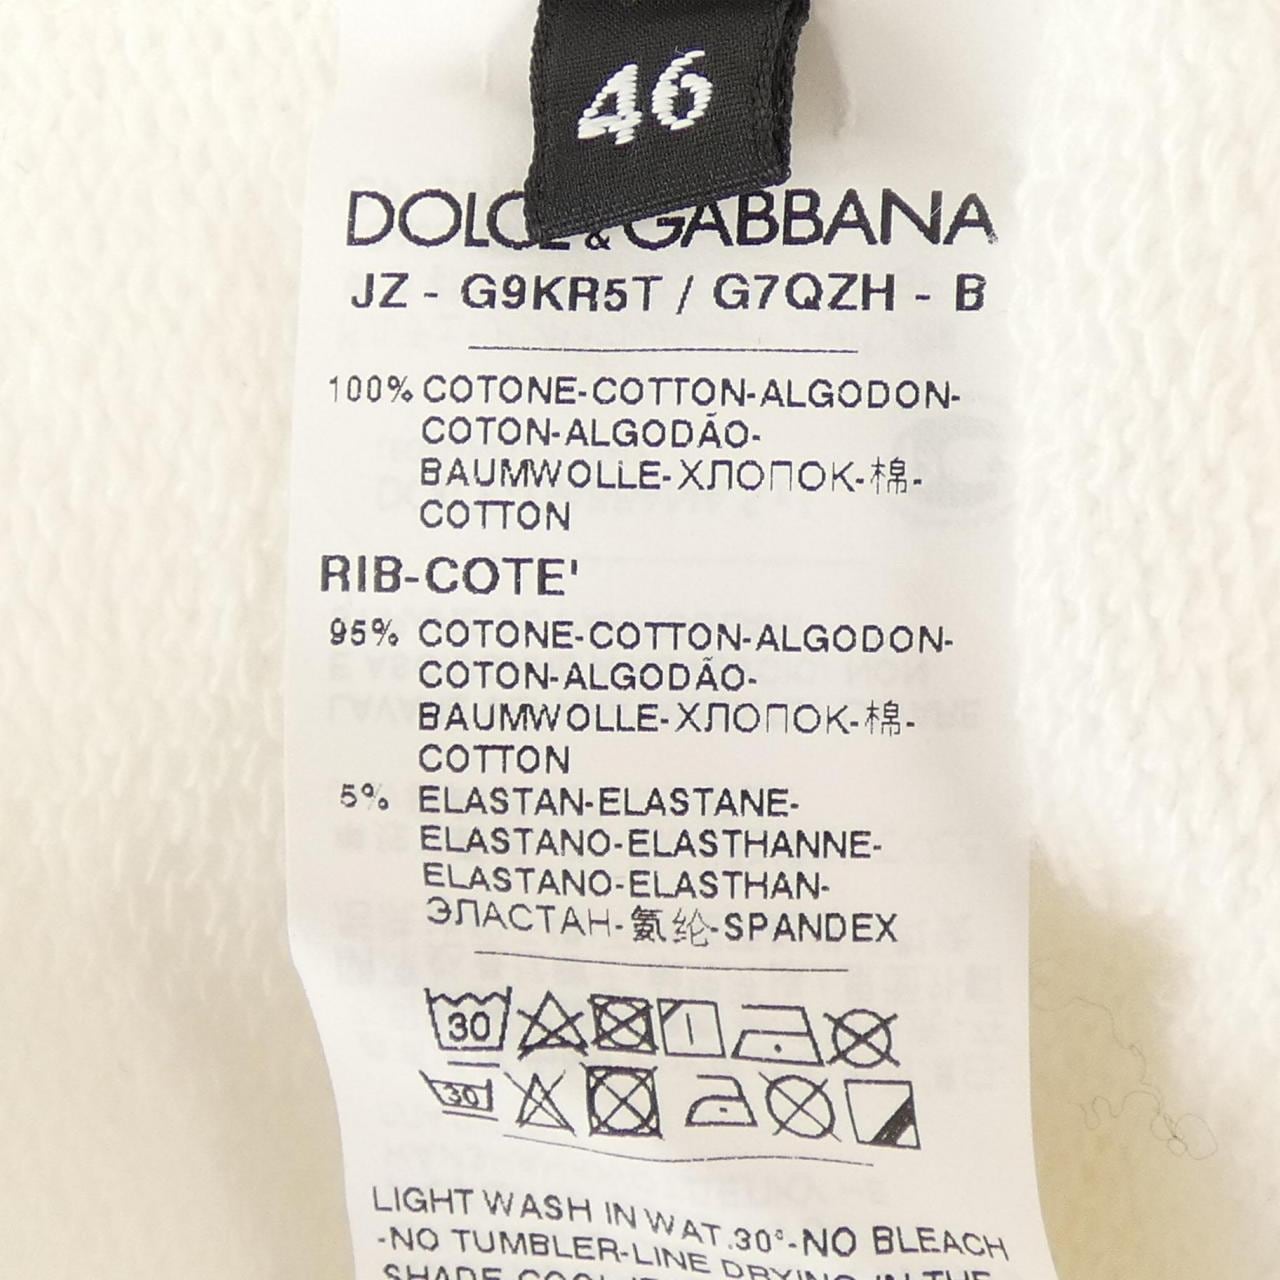 46
DOLCE & GABBANA
JZ - G9KR5T / G7QZH - B
100% COTONE-COTTON-ALGODON-
COTON-ALGODÃO-
BAUMWOLLE-ХЛОПОК-棉-
COTTON
RIB-COTE'
95% COTONE-COTTON-ALGODON-
COTON-ALGODÃO-
BAUMWOLLE-ХЛОПОК-棉-
COTTON
5% ELASTAN-ELASTANE-
ELASTANO-ELASTHANNE-
ELASTANO-ELASTHAN-
ЭЛАСТАН-氨纶-SPANDEX
30
30
LIGHT WASH IN WAT.30°-NO BLEACH
-NO TUMBLER-LINE DRYING IN THE
SHADE